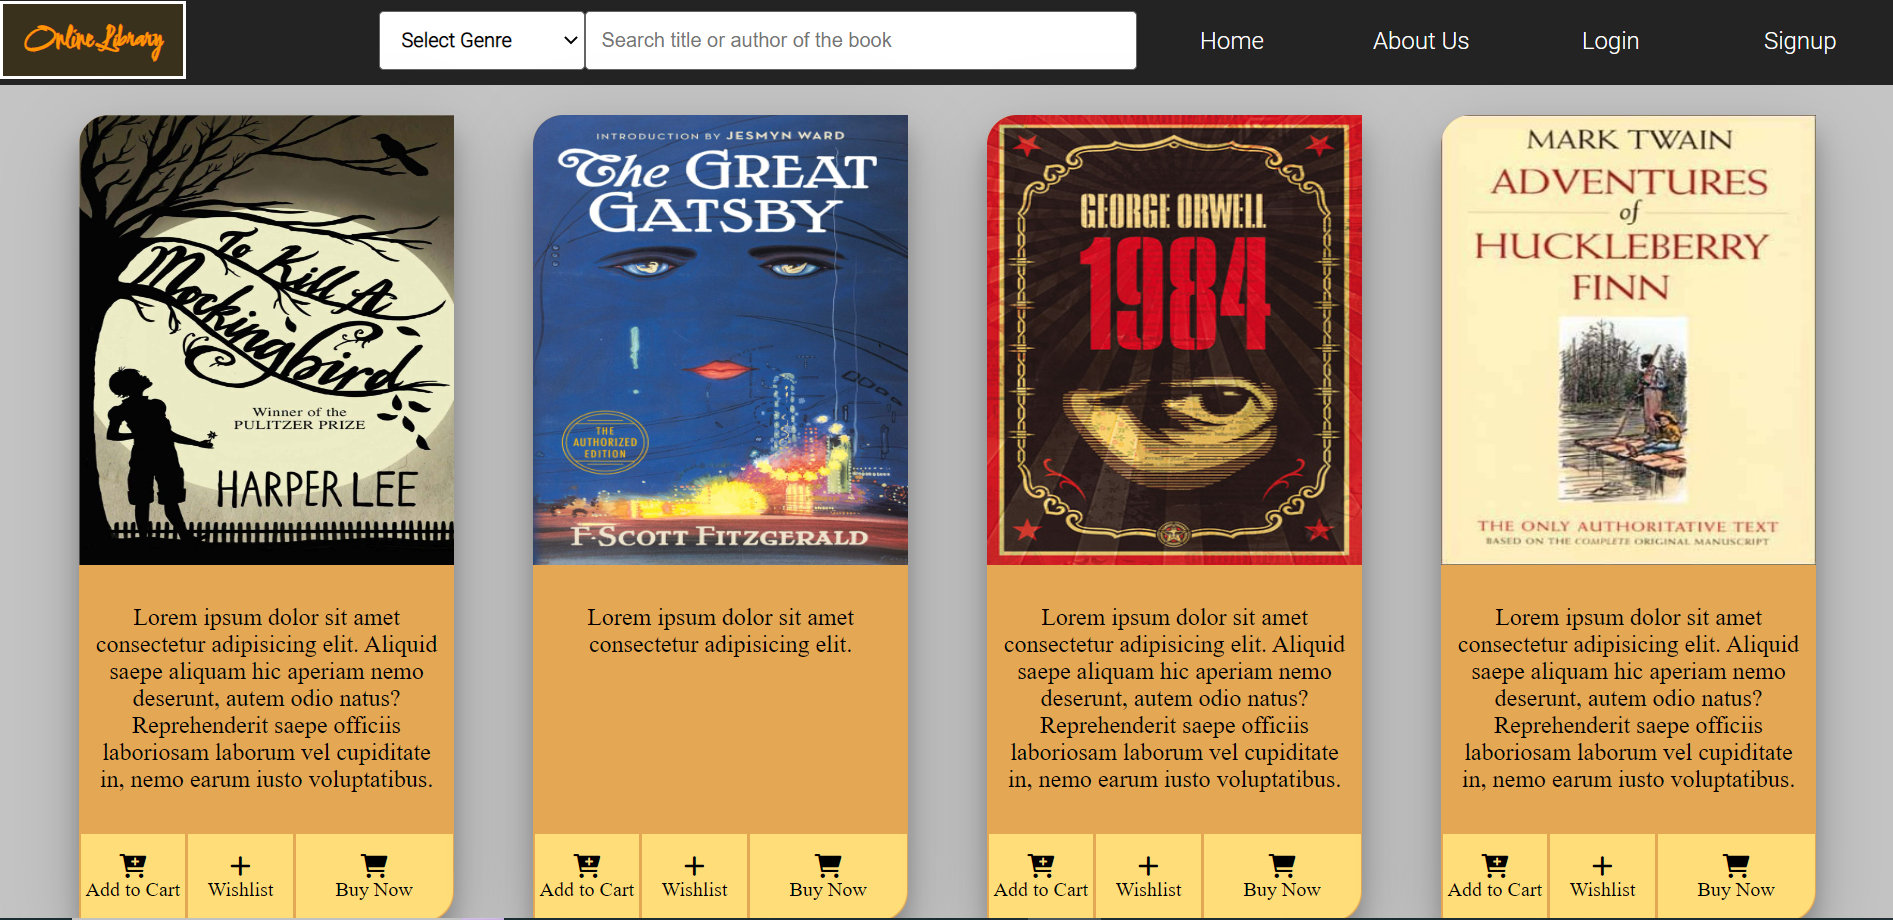 Online Library
Select Genre
Search title or author of the book
Home
About Us
Login
Signup
To Kill A
Mockingbird
Winner of the
PULITZER PRIZE
HARPER LEE
Lorem ipsum dolor sit amet
consectetur adipisicing elit. Aliquid
saepe aliquam hic aperiam nemo
deserunt, autem odio natus?
Reprehenderit saepe officiis
laboriosam laborum vel cupiditate
in, nemo earum iusto voluptatibus.
Add to Cart
Wishlist
Buy Now
INTRODUCTION BY JESMYN WARD
The GREAT
GATSBY
THE
AUTHORIZED
EDITION
F·SCOTT FITZGERALD
Lorem ipsum dolor sit amet
consectetur adipisicing elit.
Add to Cart
Wishlist
Buy Now
GEORGE ORWELL
1984
Lorem ipsum dolor sit amet
consectetur adipisicing elit. Aliquid
saepe aliquam hic aperiam nemo
deserunt, autem odio natus?
Reprehenderit saepe officiis
laboriosam laborum vel cupiditate
in, nemo earum iusto voluptatibus.
Add to Cart
Wishlist
Buy Now
MARK TWAIN
ADVENTURES
of
HUCKLEBERRY
FINN
THE ONLY AUTHORITATIVE TEXT
BASED ON THE COMPLETE ORIGINAL MANUSCRIPT
Lorem ipsum dolor sit amet
consectetur adipisicing elit. Aliquid
saepe aliquam hic aperiam nemo
deserunt, autem odio natus?
Reprehenderit saepe officiis
laboriosam laborum vel cupiditate
in, nemo earum iusto voluptatibus.
Add to Cart
Wishlist
Buy Now